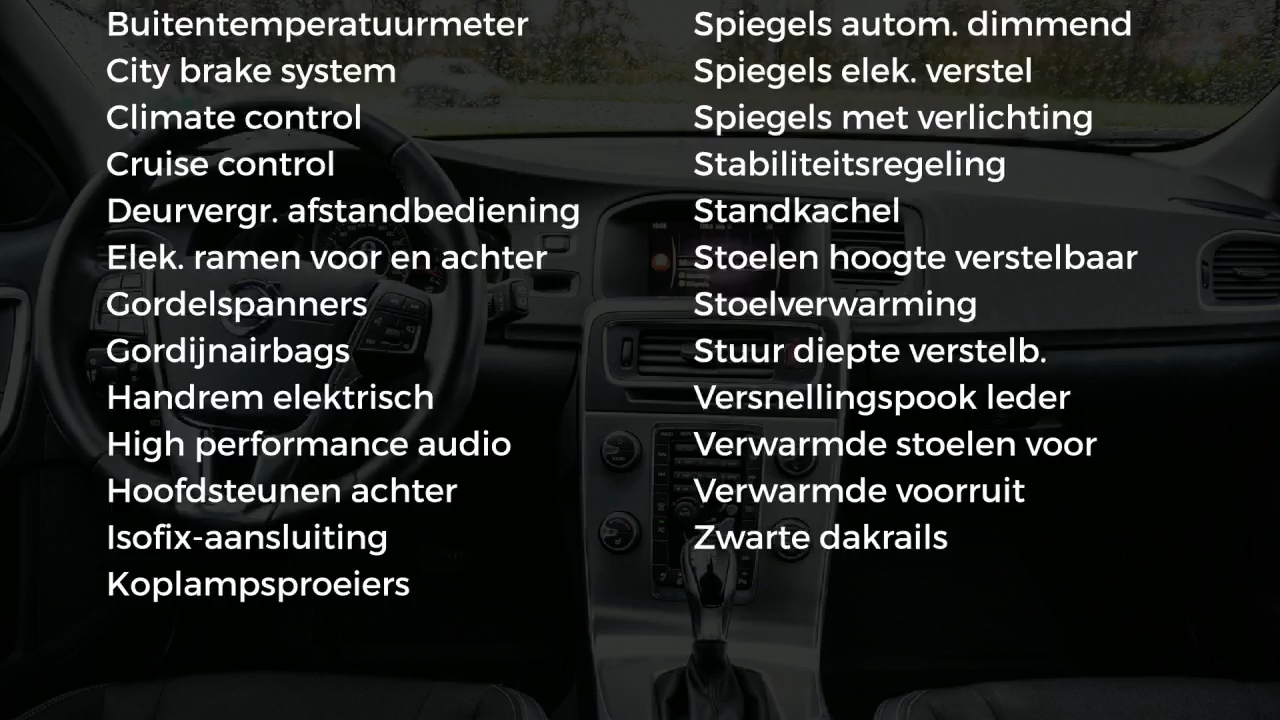 Buitentemperatuurmeter
City brake system
Climate control
Cruise control
Deurvergr. afstandbediening
Elek. ramen voor en achter
Gordelspanners
Gordijnairbags
Handrem elektrisch
High performance audio
Hoofdsteunen achter
Isofix-aansluiting
Koplampsproeiers
Spiegels autom. dimmend
Spiegels elek. verstel
Spiegels met verlichting
Stabiliteitsregeling
Standkachel
Stoelen hoogte verstelbaar
Stoelverwarming
Stuur diepte verstelb.
Versnellingspook leder
Verwarmde stoelen voor
Verwarmde voorruit
Zwarte dakrails